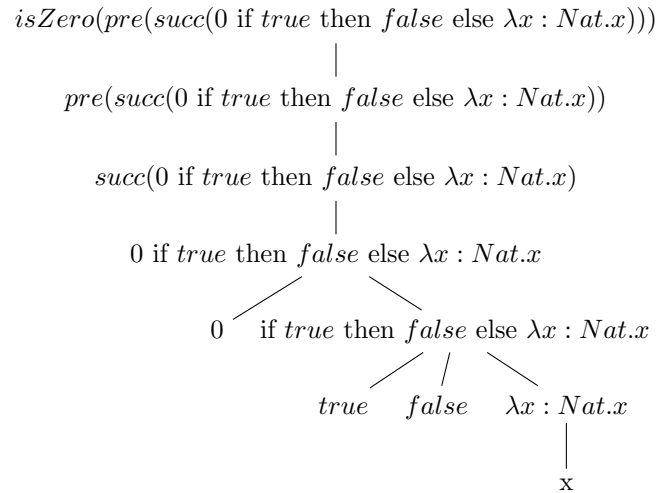 isZero(pre(succ(0 if true then false else λx : Nat.x)))
pre(succ(0 if true then false else λx : Nat.x))
succ(0 if true then false else λx : Nat.x)
0 if true then false else λx : Nat.x
0 if true then false else λx : Nat.x
true false λx : Nat.x
x